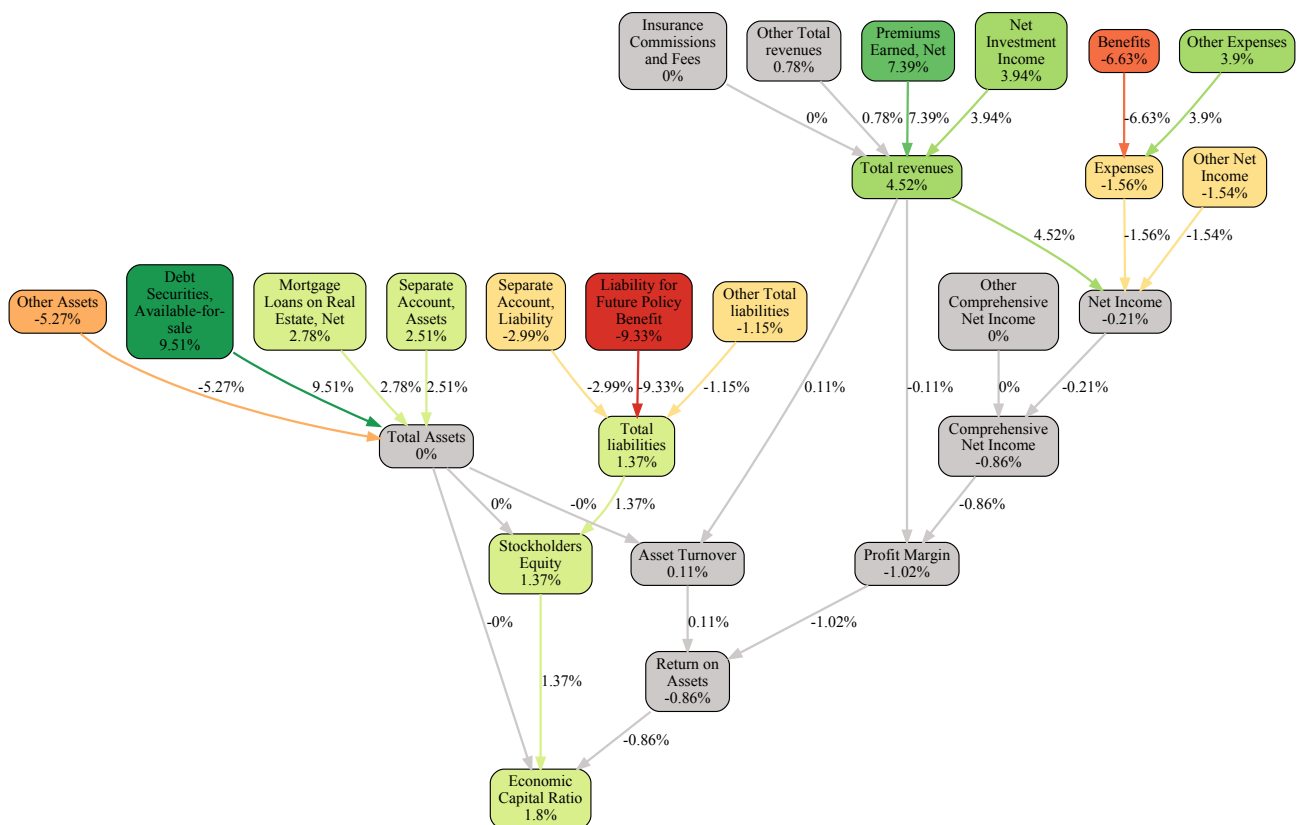 Insurance
Commissions
and Fees
0%
Other Total
revenues
0.78%
Premiums
Earned, Net
7.39%
Net
Investment
Income
3.94%
Benefits
-6.63%
Other Expenses
3.9%
0%
0.78%
7.39%
3.94%
-6.63%
3.9%
Total revenues
4.52%
Expenses
-1.56%
Other Net
Income
-1.54%
4.52%
-1.56%
-1.54%
Other Assets
-5.27%
Debt
Securities,
Available-for-
sale
9.51%
Mortgage
Loans on Real
Estate, Net
2.78%
Separate
Account,
Assets
2.51%
Separate
Account,
Liability
-2.99%
Liability for
Future Policy
Benefit
-9.33%
Other Total
liabilities
-1.15%
Other
Comprehensive
Net Income
0%
Net Income
-0.21%
-5.27%
9.51%
2.78%
2.51%
-2.99%
-9.33%
-1.15%
0.11%
-0.11%
0%
-0.21%
Total Assets
0%
Total
liabilities
1.37%
Comprehensive
Net Income
-0.86%
0%
-0%
1.37%
-0.86%
Stockholders
Equity
1.37%
Asset Turnover
0.11%
Profit Margin
-1.02%
-0%
0.11%
-1.02%
Return on
Assets
-0.86%
1.37%
-0.86%
Economic
Capital Ratio
1.8%